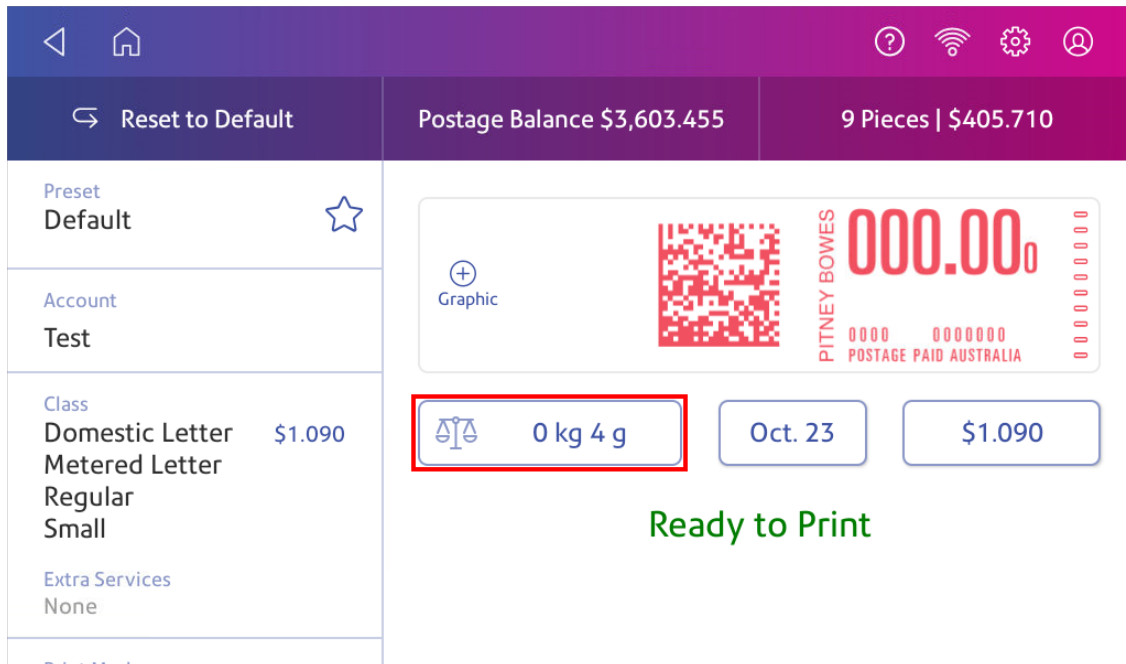 Reset to Default
Postage Balance $3,603.455
9 Pieces | $405.710
Preset
Default
Account
Test
Class
Domestic Letter $1.090
Metered Letter
Regular
Small
Extra Services
None
Graphic
PITNEY BOWES
000.000
0000 0000000
POSTAGE PAID AUSTRALIA
00000000
0 kg 4 g
Oct. 23
$1.090
Ready to Print